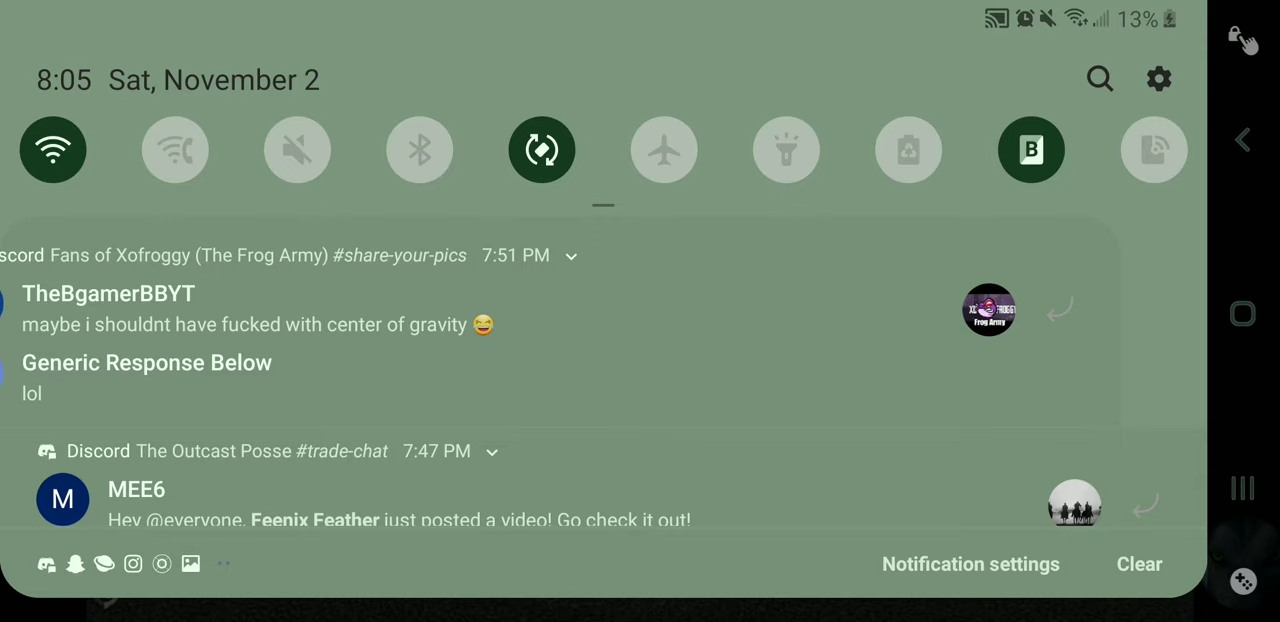 13%
8:05 Sat, November 2
B
scord Fans of Xofroggy (The Frog Army) #share-your-pics 7:51 PM
TheBgamerBBYT
maybe i shouldnt have fucked with center of gravity 😂
Frog Army
Generic Response Below
lol
Discord The Outcast Posse #trade-chat 7:47 PM
M
MEE6
Hey @everyone, Feenix Feather just posted a video! Go check it out!
Notification settings Clear